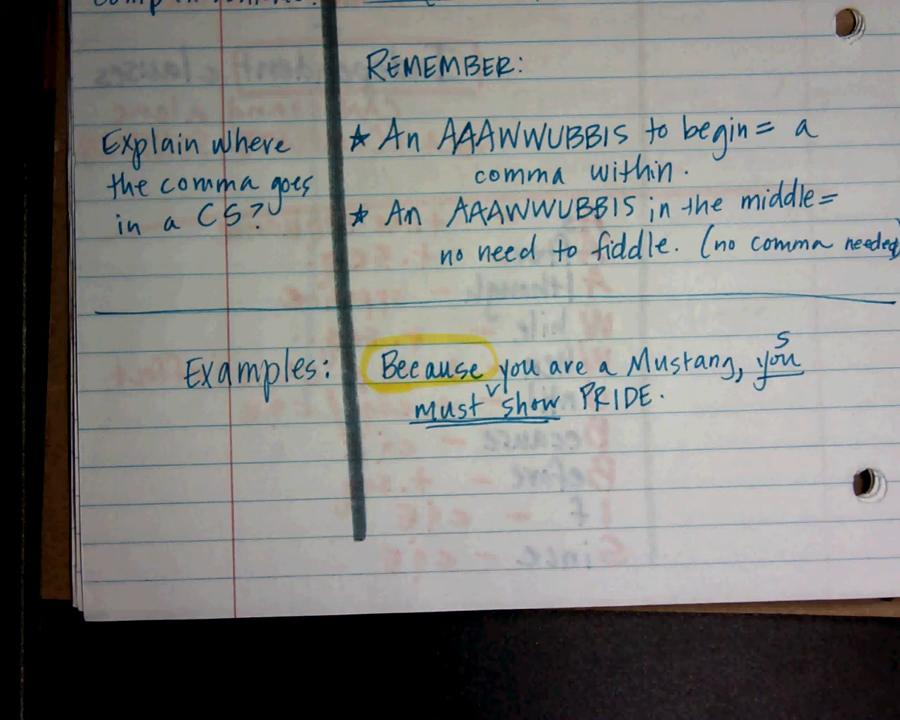 REMEMBER:
Explain where
the comma goes
in a CS?
★ An AAAWWUBBIS to begin = a
comma within.
★ An AAAWWUBBIS in the middle =
no need to fiddle. (no comma needed
Examples:
Because you are a Mustang, you
S
must show PRIDE.
V